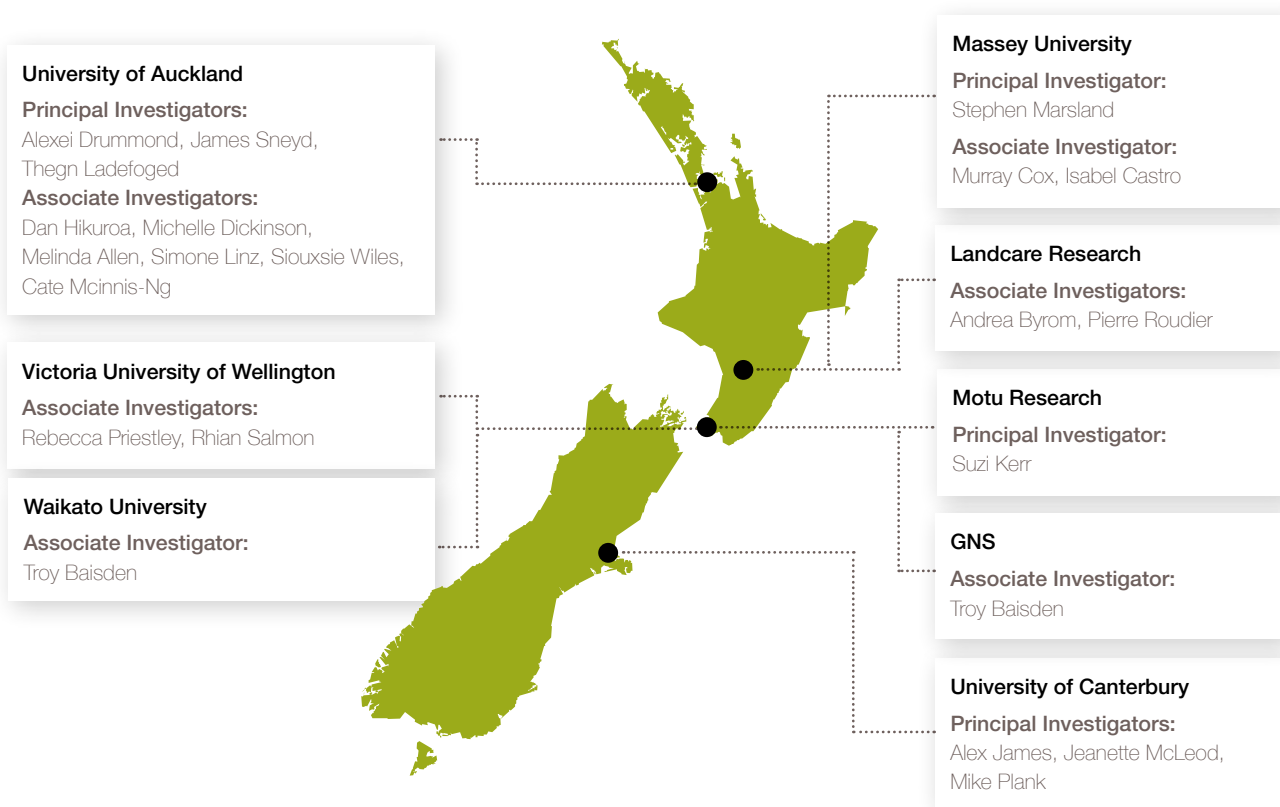 University of Auckland
Principal Investigators:
Alexei Drummond, James Sneyd,
Thegn Ladefoged
Associate Investigators:
Dan Hikuroa, Michelle Dickinson,
Melinda Allen, Simone Linz, Siouxsie Wiles,
Cate Mcinnis-Ng
Victoria University of Wellington
Associate Investigators:
Rebecca Priestley, Rhian Salmon
Waikato University
Associate Investigator:
Troy Baisden
Massey University
Principal Investigator:
Stephen Marsland
Associate Investigator:
Murray Cox, Isabel Castro
Landcare Research
Associate Investigators:
Andrea Byrom, Pierre Roudier
Motu Research
Principal Investigator:
Suzi Kerr
GNS
Associate Investigator:
Troy Baisden
University of Canterbury
Principal Investigators:
Alex James, Jeanette McLeod,
Mike Plank